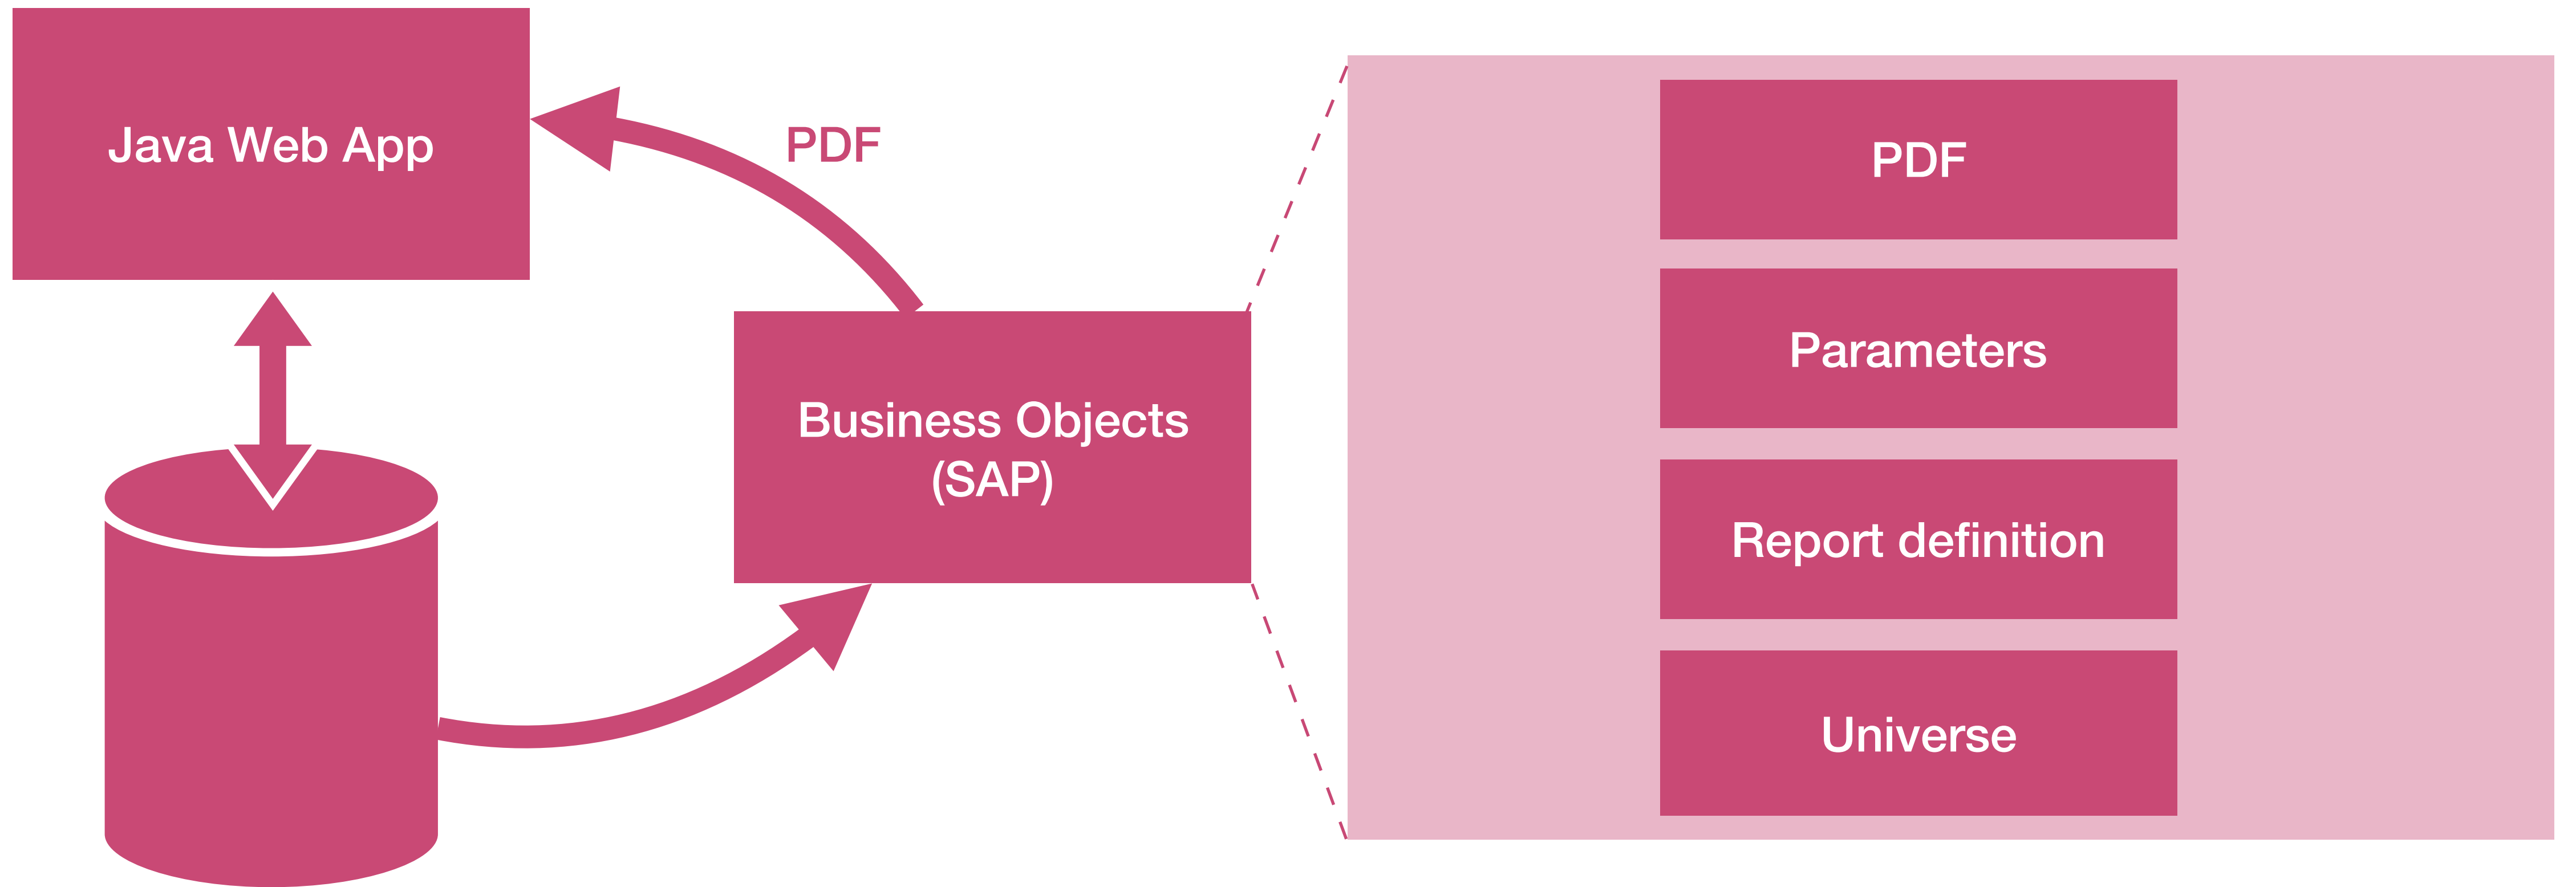 Java Web App
PDF
Business Objects
(SAP)
PDF
Parameters
Report definition
Universe